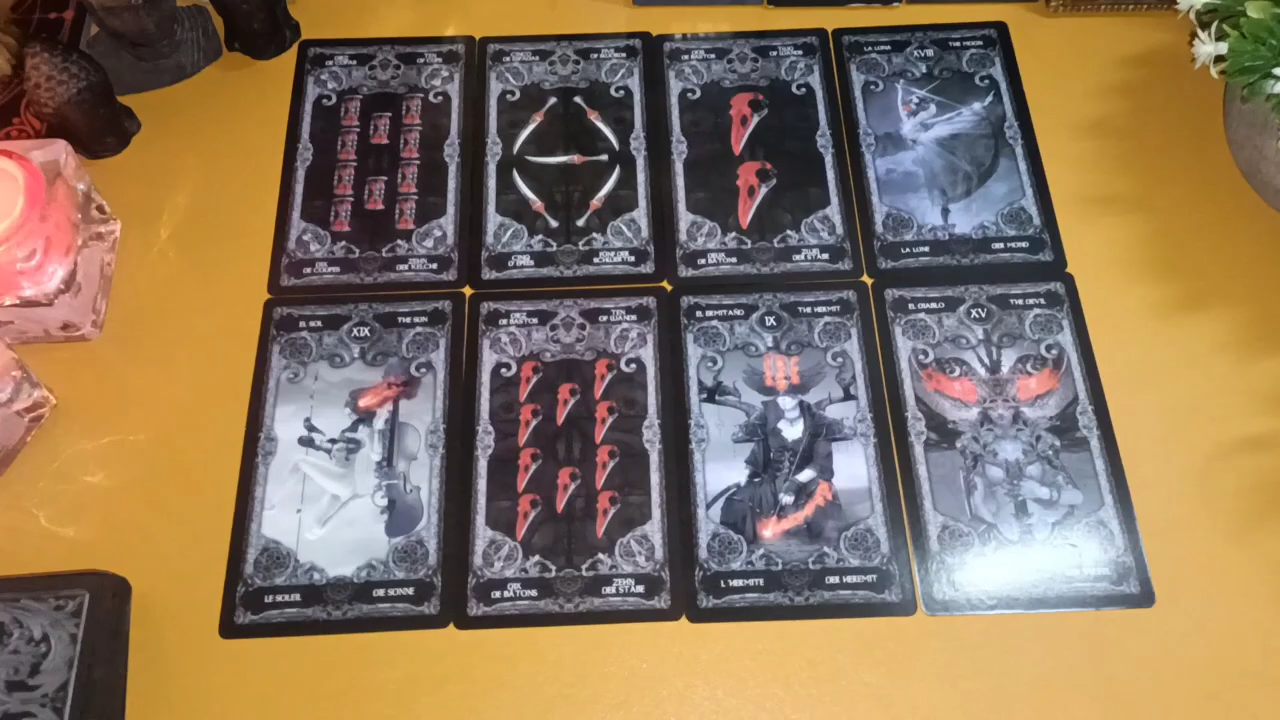 DIEZ
DE COPAS
TEN
OF CUPS
DIX
DE COUPES
ZEHN
DER KELCHE
CINCO
DE ESPADAS
FIVE
OF SWORDS
CINQ
D'ÉPÉES
FÜNF DER
SCHWERTER
DOS
DE BASTOS
TWO
OF WANDS
DEUX
DE BÂTONS
ZWEI
DER STÄBE
LA LUNA
XVIII
THE MOON
LA LUNE
DER MOND
EL SOL
XIX
THE SUN
LE SOLEIL
DIE SONNE
DIEZ
DE BASTOS
TEN
OF WANDS
DIX
DE BÂTONS
ZEHN
DER STÄBE
EL ERMITAÑO
IX
THE HERMIT
L'HERMITE
DER HEREMIT
EL DIABLO
XV
THE DEVIL